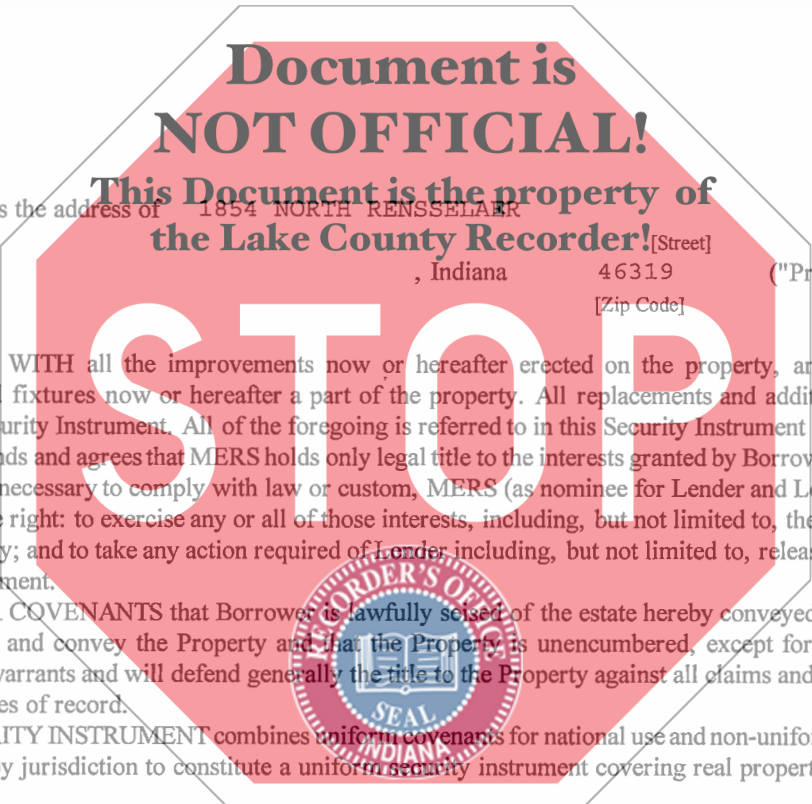 Document is
NOT OFFICIAL!
This Document is the property of
s the address of 1854 NORTH RENSSELAER
the Lake County Recorder! [Street]
, Indiana 46319 ("Pr
[Zip Code]
STOP
WITH all the improvements now or hereafter erected on the property, an
fixtures now or hereafter a part of the property. All replacements and addit
urity Instrument. All of the foregoing is referred to in this Security Instrument
nds and agrees that MERS holds only legal title to the interests granted by Borrow
necessary to comply with law or custom, MERS (as nominee for Lender and Le
right: to exercise any or all of those interests, including, but not limited to, the
y; and to take any action required of Lender including, but not limited to, relea
ment.
COVENANTS that Borrower is lawfully seised of the estate hereby conveyed
and convey the Property and that the Property is unencumbered, except for
warrants and will defend generally the title to the Property against all claims and
es of record.
ITY INSTRUMENT combines uniform covenants for national use and non-unifor
by jurisdiction to constitute a uniform security instrument covering real propert
RECORDER'S OFFICE
SEAL
INDIANA